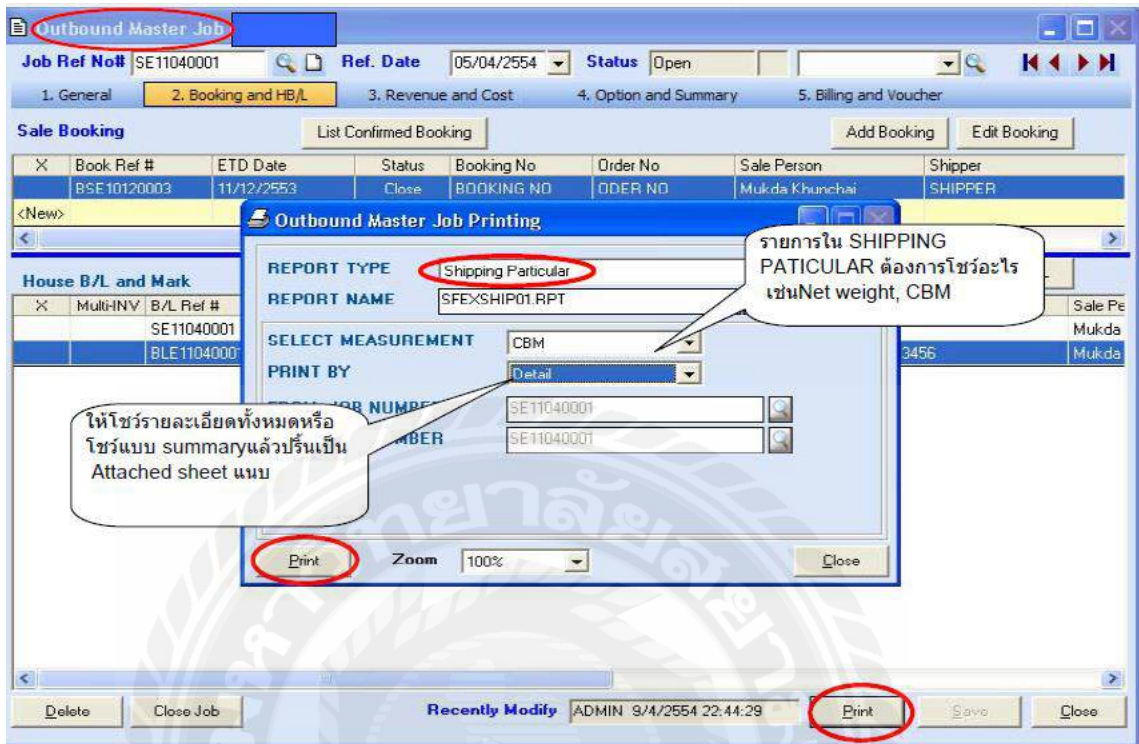 Outbound Master Job
Job Ref No# SE11040001 Ref. Date 05/04/2554 Status Open
1. General 2. Booking and HB/L 3. Revenue and Cost 4. Option and Summary 5. Billing and Voucher
Sale Booking List Confirmed Booking Add Booking Edit Booking
X Book Ref # ETD Date Status Booking No Order No Sale Person Shipper
BSE10120003 11/12/2553 Close BOOKING NO ODER NO Mukda Khunchai SHIPPER
<New>
Outbound Master Job Printing
รายการใน SHIPPING
PATICULAR ต้องการโชว์อะไร
เช่นNet weight, CBM
House B/L and Mark
X Multi-INV B/L Ref # Sale Pe
SE11040001 Mukda
BLE1104000 3456 Mukda
REPORT TYPE Shipping Particular
REPORT NAME SFEXSHIP01.RPT
SELECT MEASUREMENT CBM
PRINT BY Detail
JOB NUMBER SE11040001
MBER SE11040001
ให้โชว์รายละเอียดทั้งหมดหรือ
โชว์แบบ summaryแล้วปริ้นเป็น
Attached sheet แนบ
Print Zoom 100% Close
Delete Close Job Recently Modify ADMIN 9/4/2554 22:44:29 Print Save Close